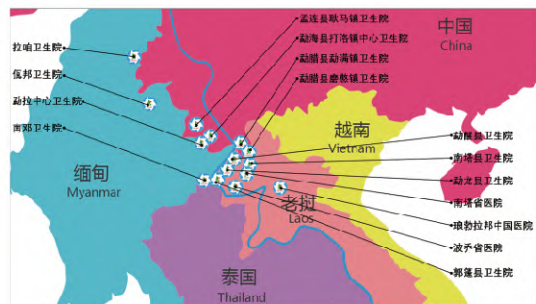 孟连县勐马镇卫生院
勐海县打洛镇中心卫生院
勐腊县勐满镇卫生院
勐腊县磨憨镇卫生院
中国
China
拉咱卫生院
佤邦卫生院
勐拉中心卫生院
南邓卫生院
缅甸
Myanmar
越南
Vietnam
勐醒县卫生院
南塔县卫生院
勐龙县卫生院
南塔省医院
琅勃拉邦中国医院
波乔省医院
郭蓬县卫生院
老挝
Laos
泰国
Thailand